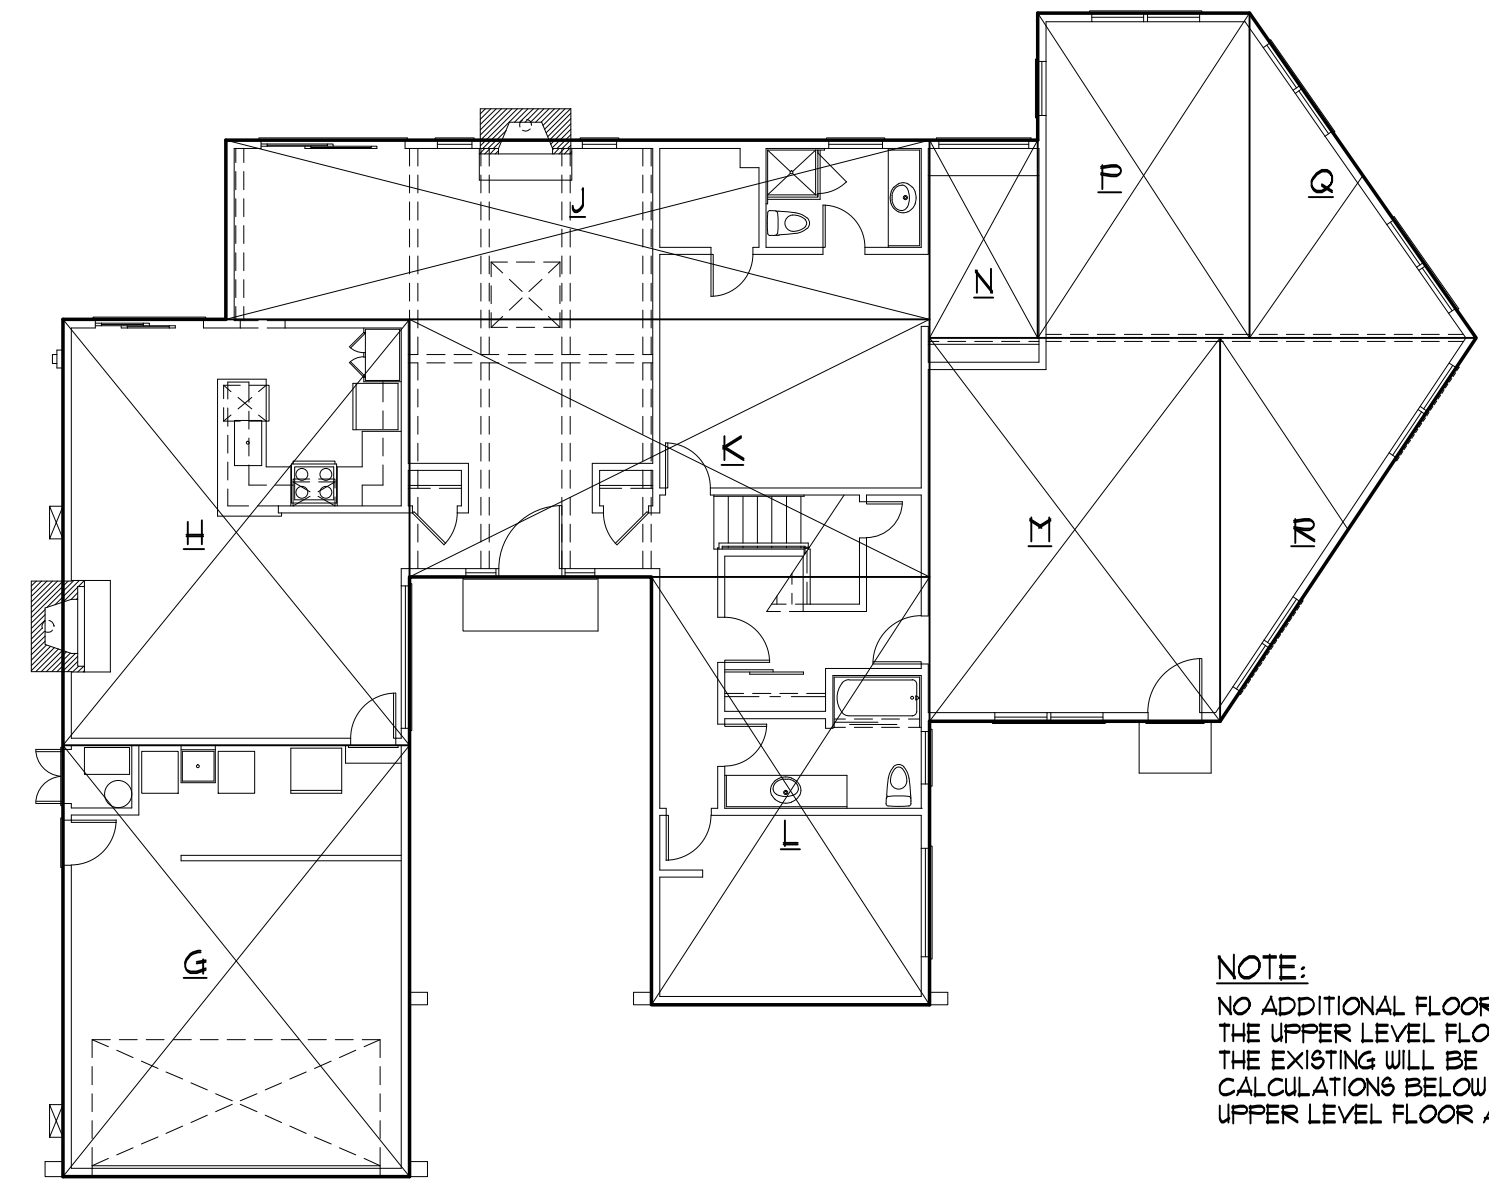 P
Q
J
N
K
H
M
R
L
G
NOTE:
NO ADDITIONAL FLOOR
THE UPPER LEVEL FLO
THE EXISTING WILL BE
CALCULATIONS BELOW
UPPER LEVEL FLOOR A